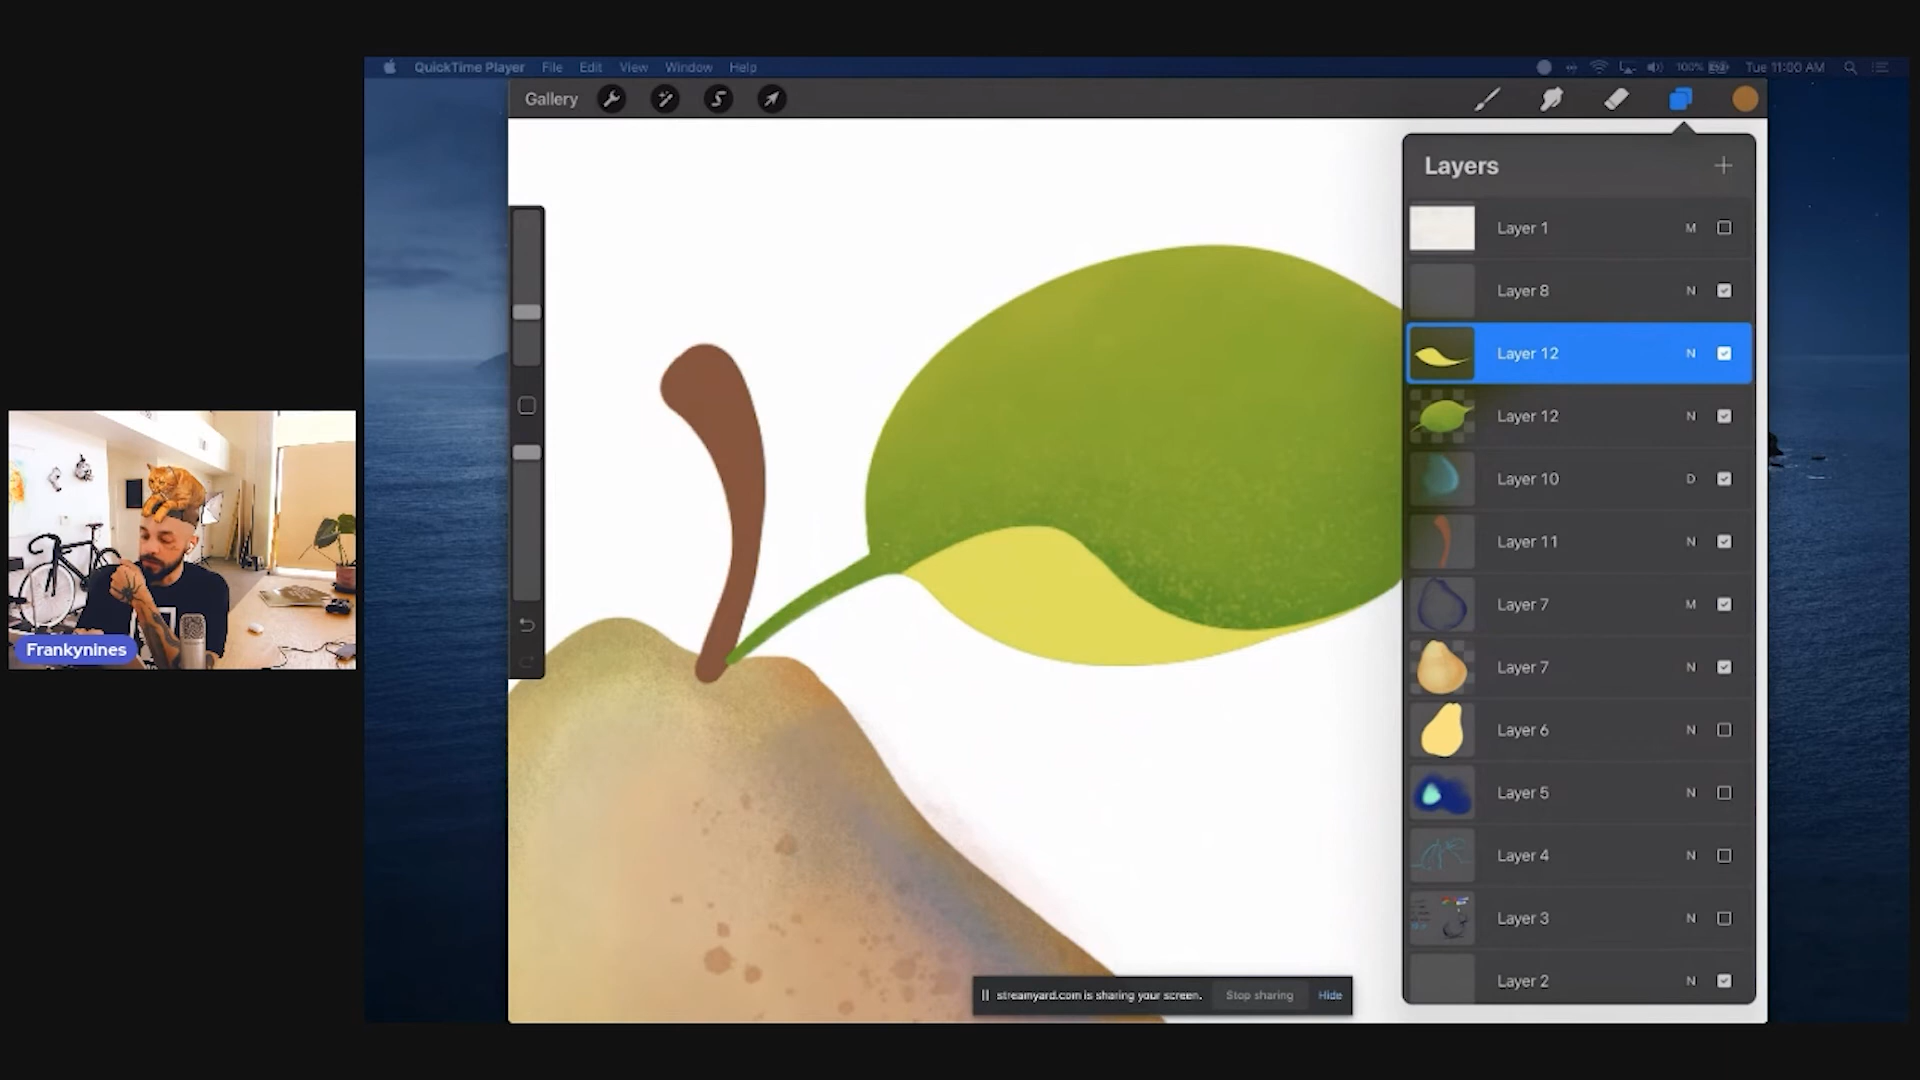 QuickTime Player File Edit View Window Help 100% Tue 11:00 AM
Gallery
Layers
Layer 1 M
Layer 8 N
Layer 12 N
Layer 12 N
Layer 10 D
Layer 11 N
Layer 7 M
Layer 7 N
Layer 6 N
Layer 5 N
Layer 4 N
Layer 3 N
Layer 2 N
Frankynines
streamyard.com is sharing your screen. Stop sharing Hide